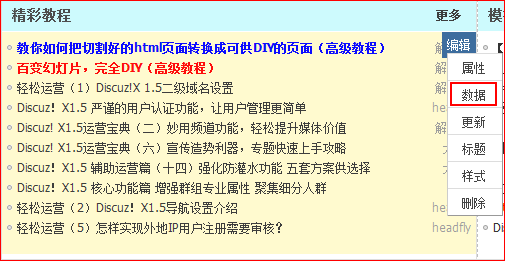 精彩教程 更多 模
教你如何把切割好的html页面转换成可供DIY的页面（高级教程） 编辑
百变幻灯片，完全DIY（高级教程） 解 属性
轻松运营（1）Discuz!X 1.5二级域名设置 解 数据
Discuz! X1.5 严谨的用户认证功能，让用户管理更简单 he
Discuz! X1.5运营宝典（二）妙用频道功能，轻松提升媒体价值 解 更新
Discuz! X1.5运营宝典（六）宣传造势利器，专题快速上手攻略 标题
Discuz! X1.5 辅助运营篇（十四）强化防灌水功能 五套方案供选择 样式
Discuz! X1.5 核心功能篇 增强群组专业属性 聚集细分人群
轻松运营（2）Discuz! X1.5导航设置介绍 he 删除
轻松运营（5）怎样实现外地IP用户注册需要审核? headfly Di